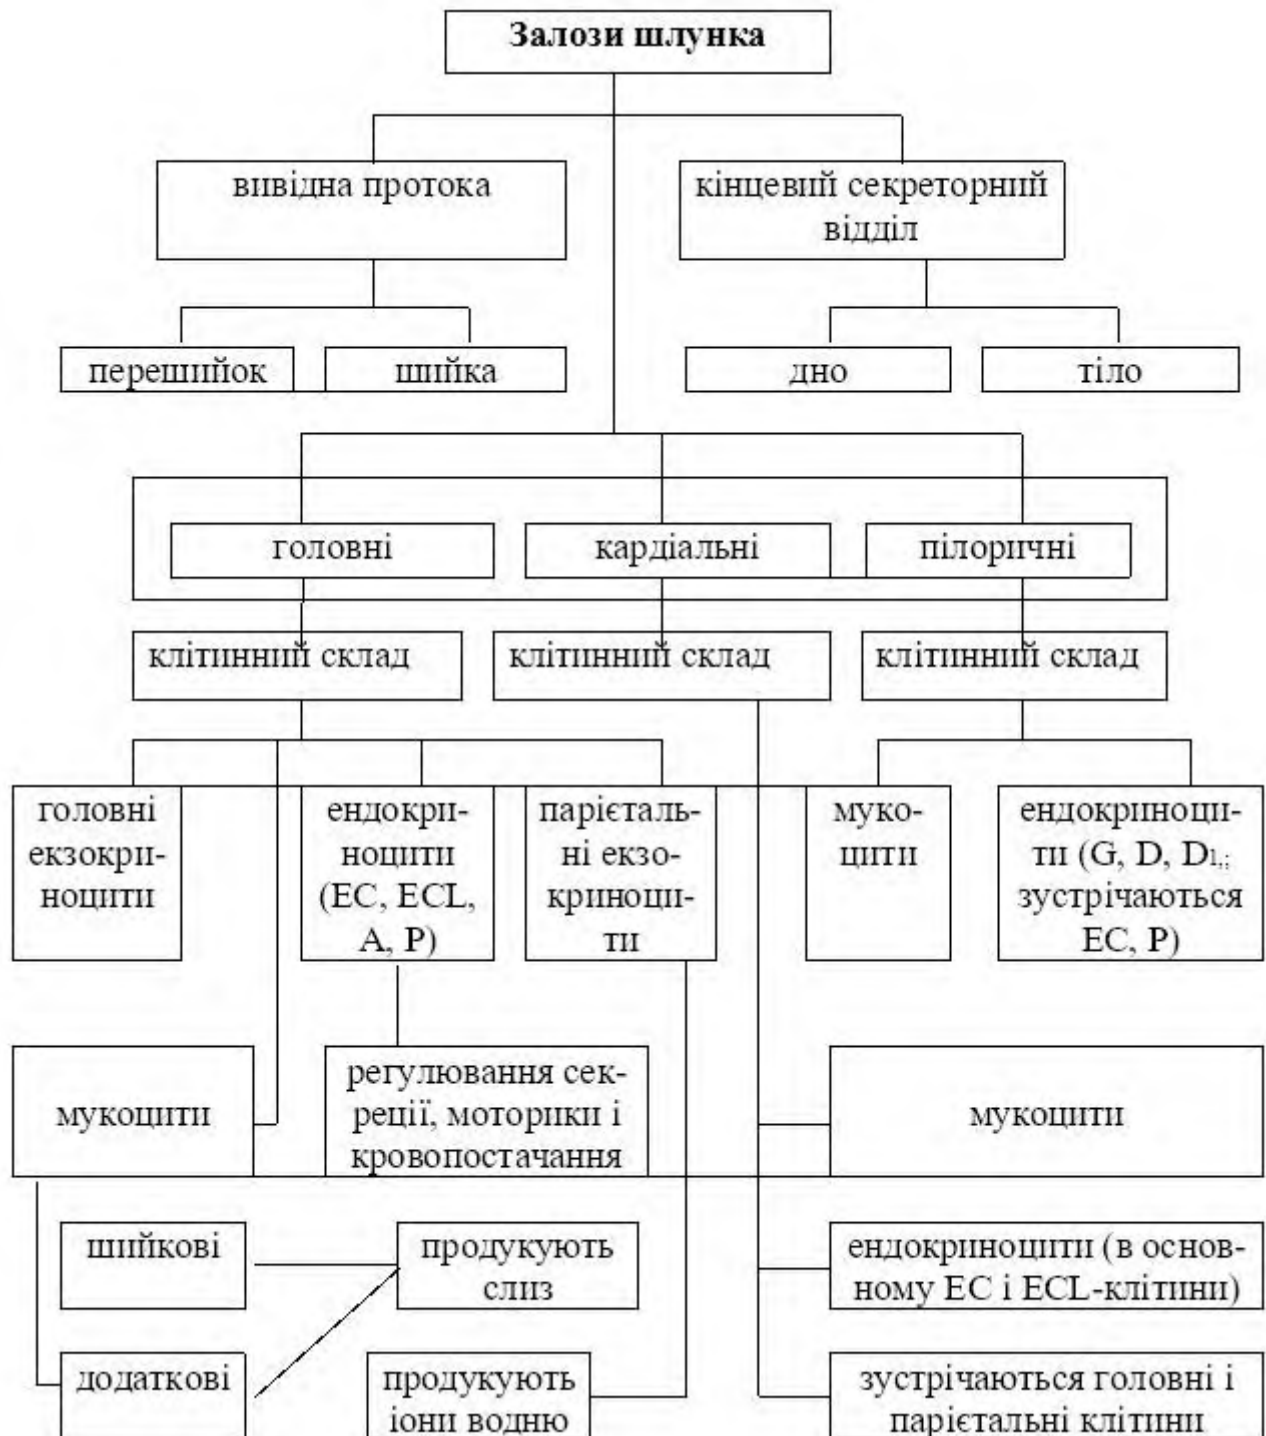 Залози шлунка
вивідна протока
кінцевий секреторний
відділ
перешийок
шийка
дно
тіло
головні
кардіальні
пілоричні
клітинний склад
клітинний склад
клітинний склад
головні
екзокри-
ноцити
ендокри-
ноцити
(EC, ECL,
A, P)
парієталь-
ні екзо-
криноци-
ти
муко-
цити
ендокриноци-
ти (G, D, D1,;
зустрічаються
EC, P)
мукоцити
регулювання сек-
реції, моторики і
кровопостачання
мукоцити
шийкові
продукують
слиз
ендокриноцити (в основ-
ному EC і ECL-клітини)
додаткові
продукують
іони водню
зустрічаються головні і
парієтальні клітини